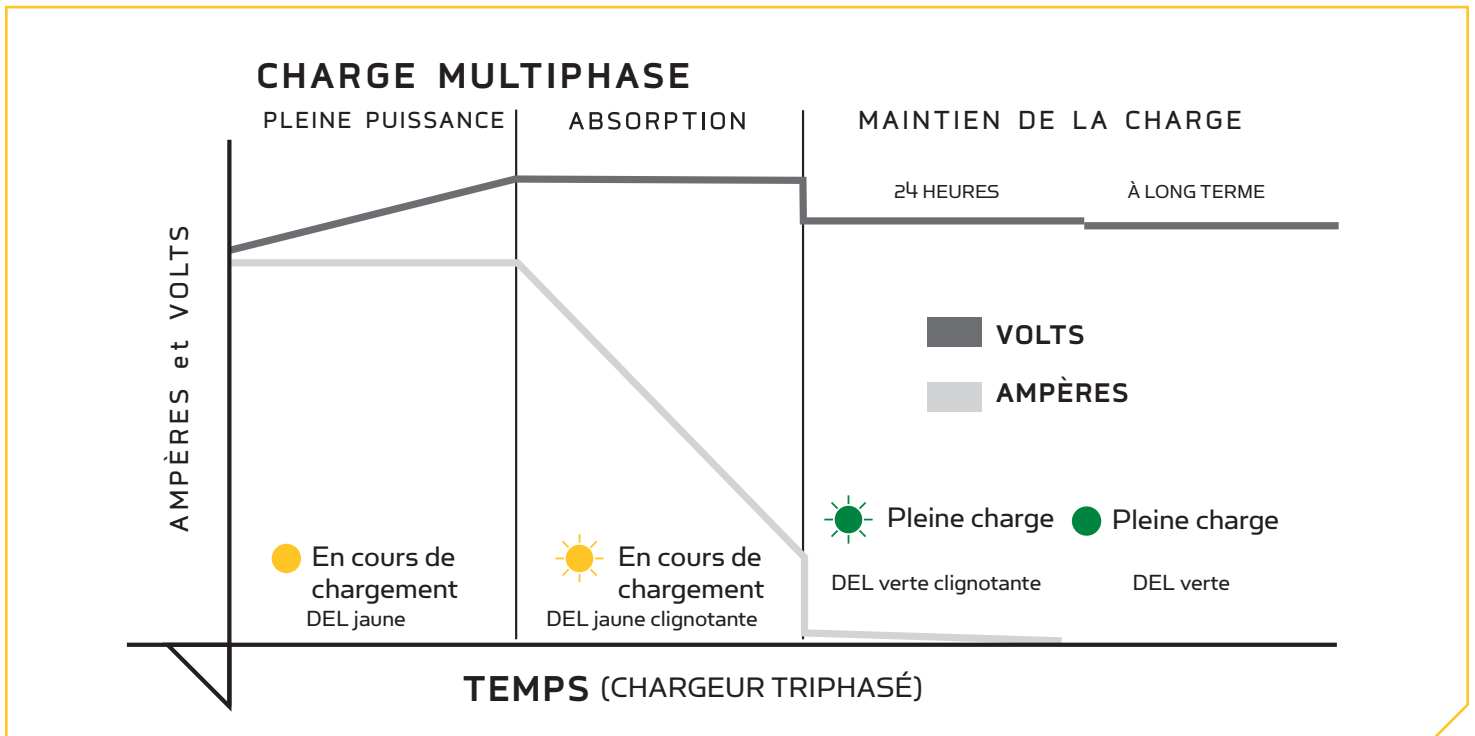 CHARGE MULTIPHASE
PLEINE PUISSANCE
ABSORPTION
MAINTIEN DE LA CHARGE
24 HEURES
À LONG TERME
AMPÈRES et VOLTS
VOLTS
AMPÈRES
En cours de
chargement
DEL jaune
En cours de
chargement
DEL jaune clignotante
Pleine charge
DEL verte clignotante
Pleine charge
DEL verte
TEMPS (CHARGEUR TRIPHASÉ)